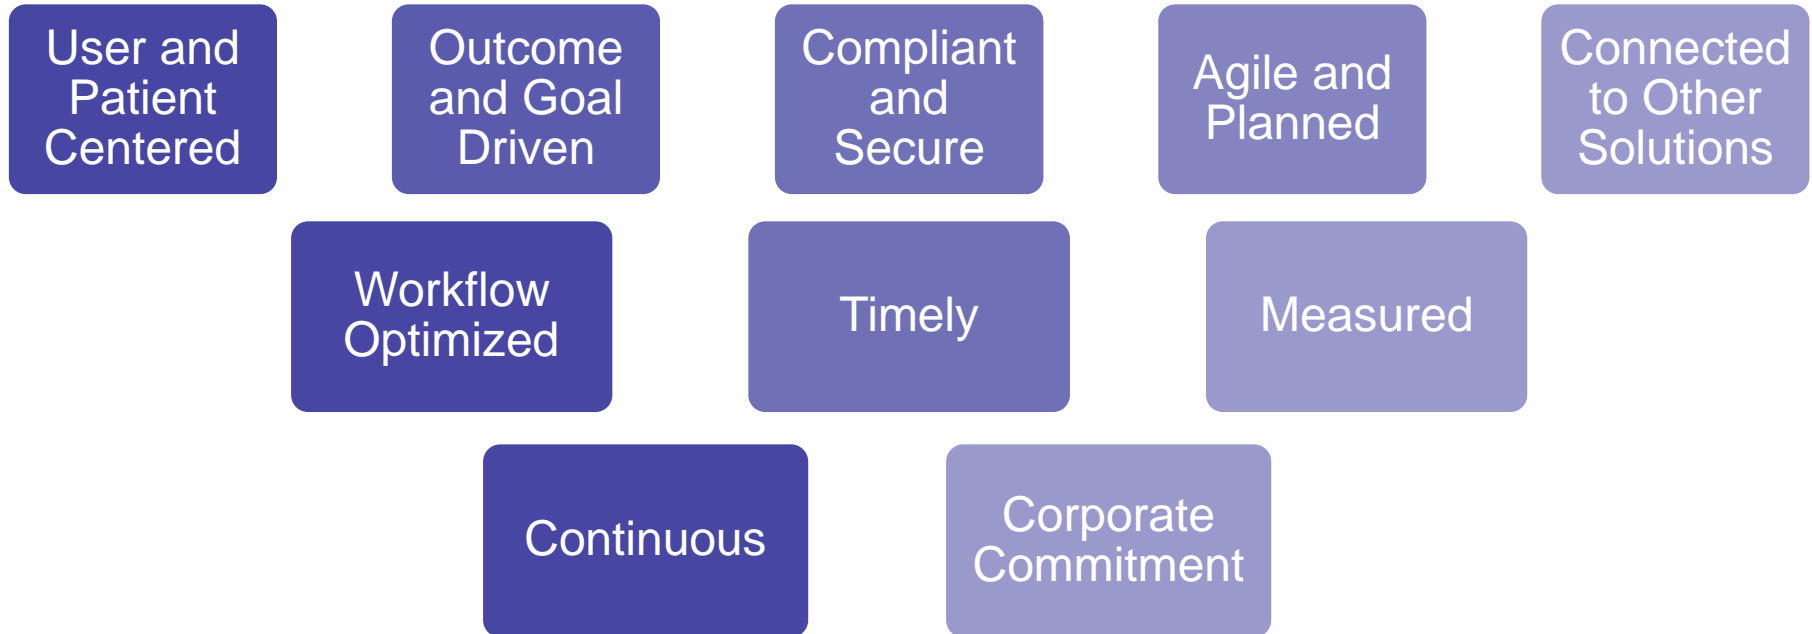 User and
Patient
Centered
Outcome
and Goal
Driven
Compliant
and
Secure
Agile and
Planned
Connected
to Other
Solutions
Workflow
Optimized
Timely
Measured
Continuous
Corporate
Commitment